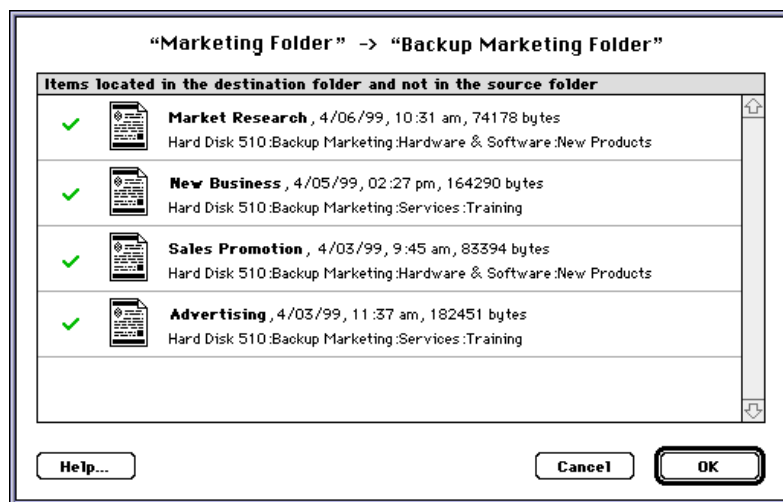 “Marketing Folder” -> “Backup Marketing Folder”
Items located in the destination folder and not in the source folder
Market Research, 4/06/99, 10:31 am, 74178 bytes
Hard Disk 510:Backup Marketing:Hardware & Software:New Products
New Business, 4/05/99, 02:27 pm, 164290 bytes
Hard Disk 510:Backup Marketing:Services:Training
Sales Promotion, 4/03/99, 9:45 am, 83394 bytes
Hard Disk 510:Backup Marketing:Hardware & Software:New Products
Advertising, 4/03/99, 11:37 am, 182451 bytes
Hard Disk 510:Backup Marketing:Services:Training
Help... Cancel OK